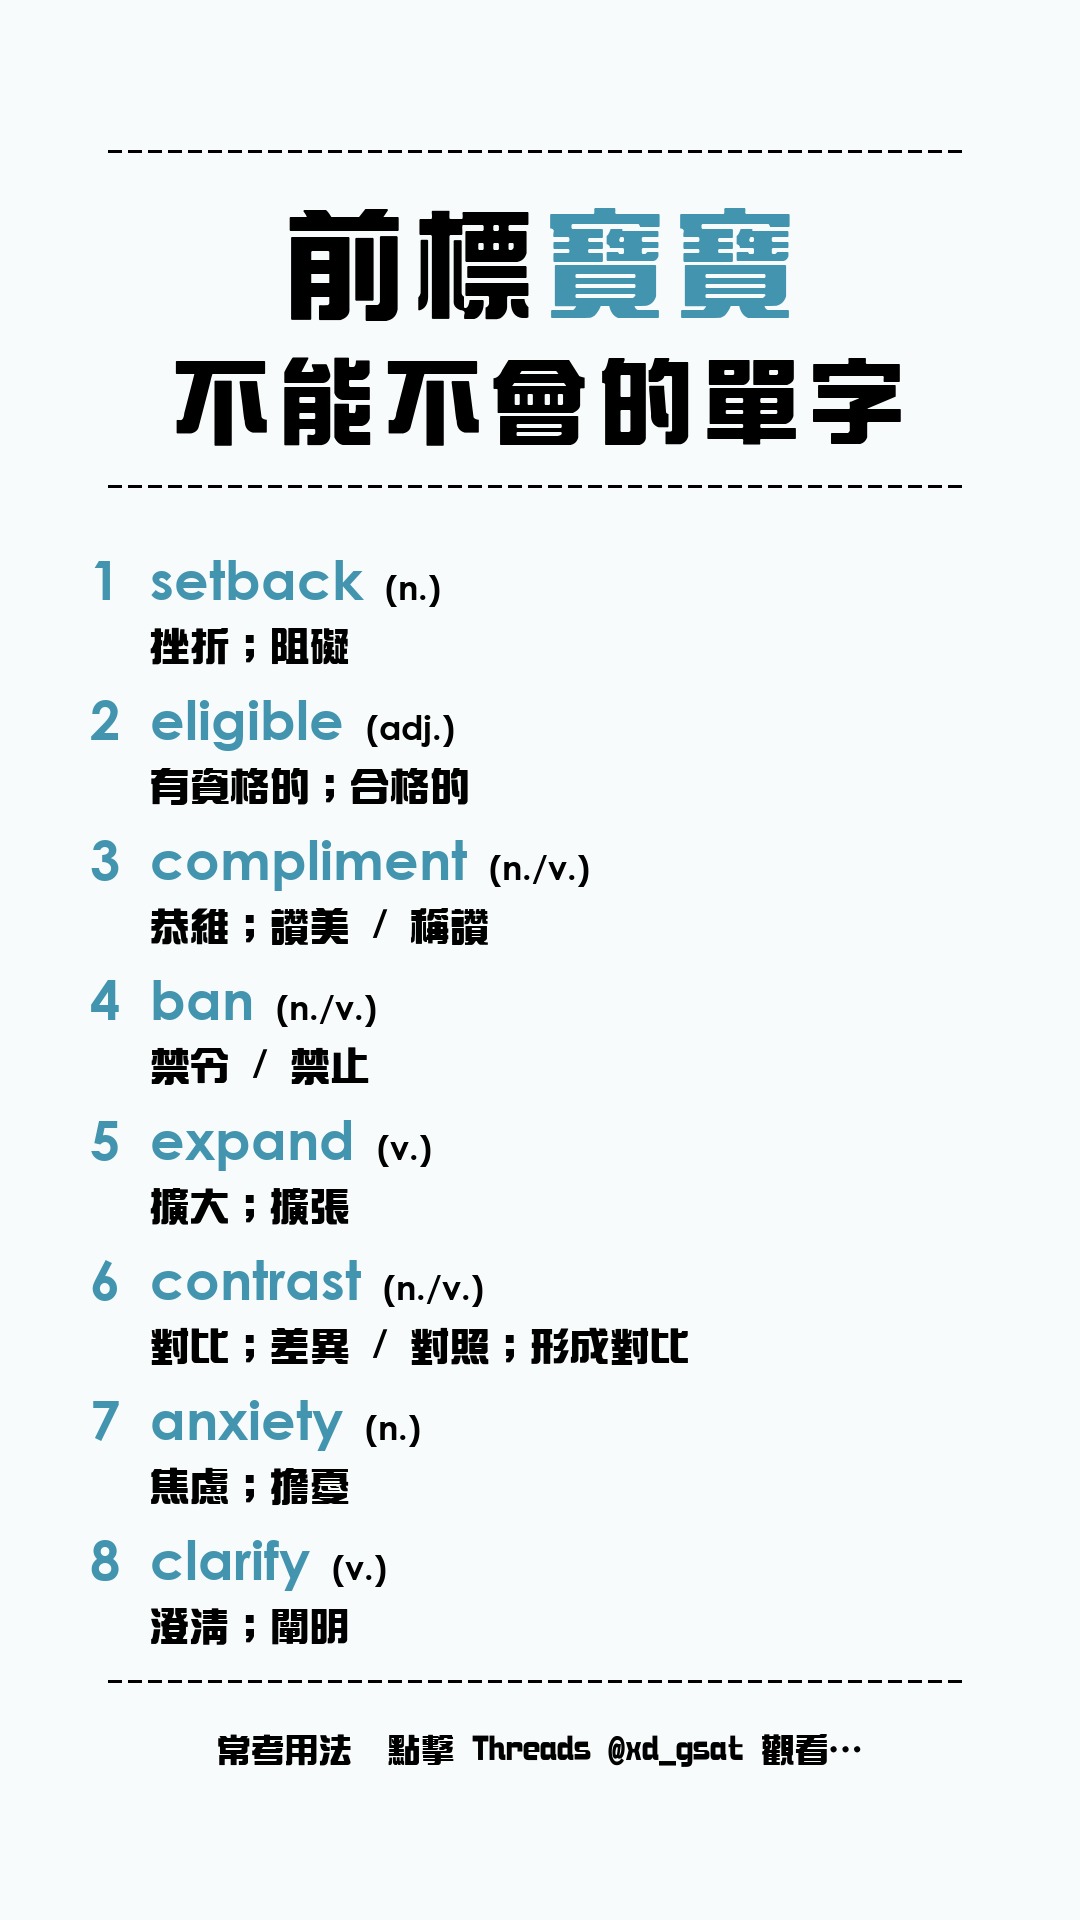 前標寶寶
不能不會的單字
1 setback (n.)
挫折；阻礙
2 eligible (adj.)
有資格的；合格的
3 compliment (n./v.)
恭維；讚美 / 稱讚
4 ban (n./v.)
禁令 / 禁止
5 expand (v.)
擴大；擴張
6 contrast (n./v.)
對比；差異 / 對照；形成對比
7 anxiety (n.)
焦慮；擔憂
8 clarify (v.)
澄清；闡明
常考用法 點擊 Threads @xd_gsat 觀看⋯